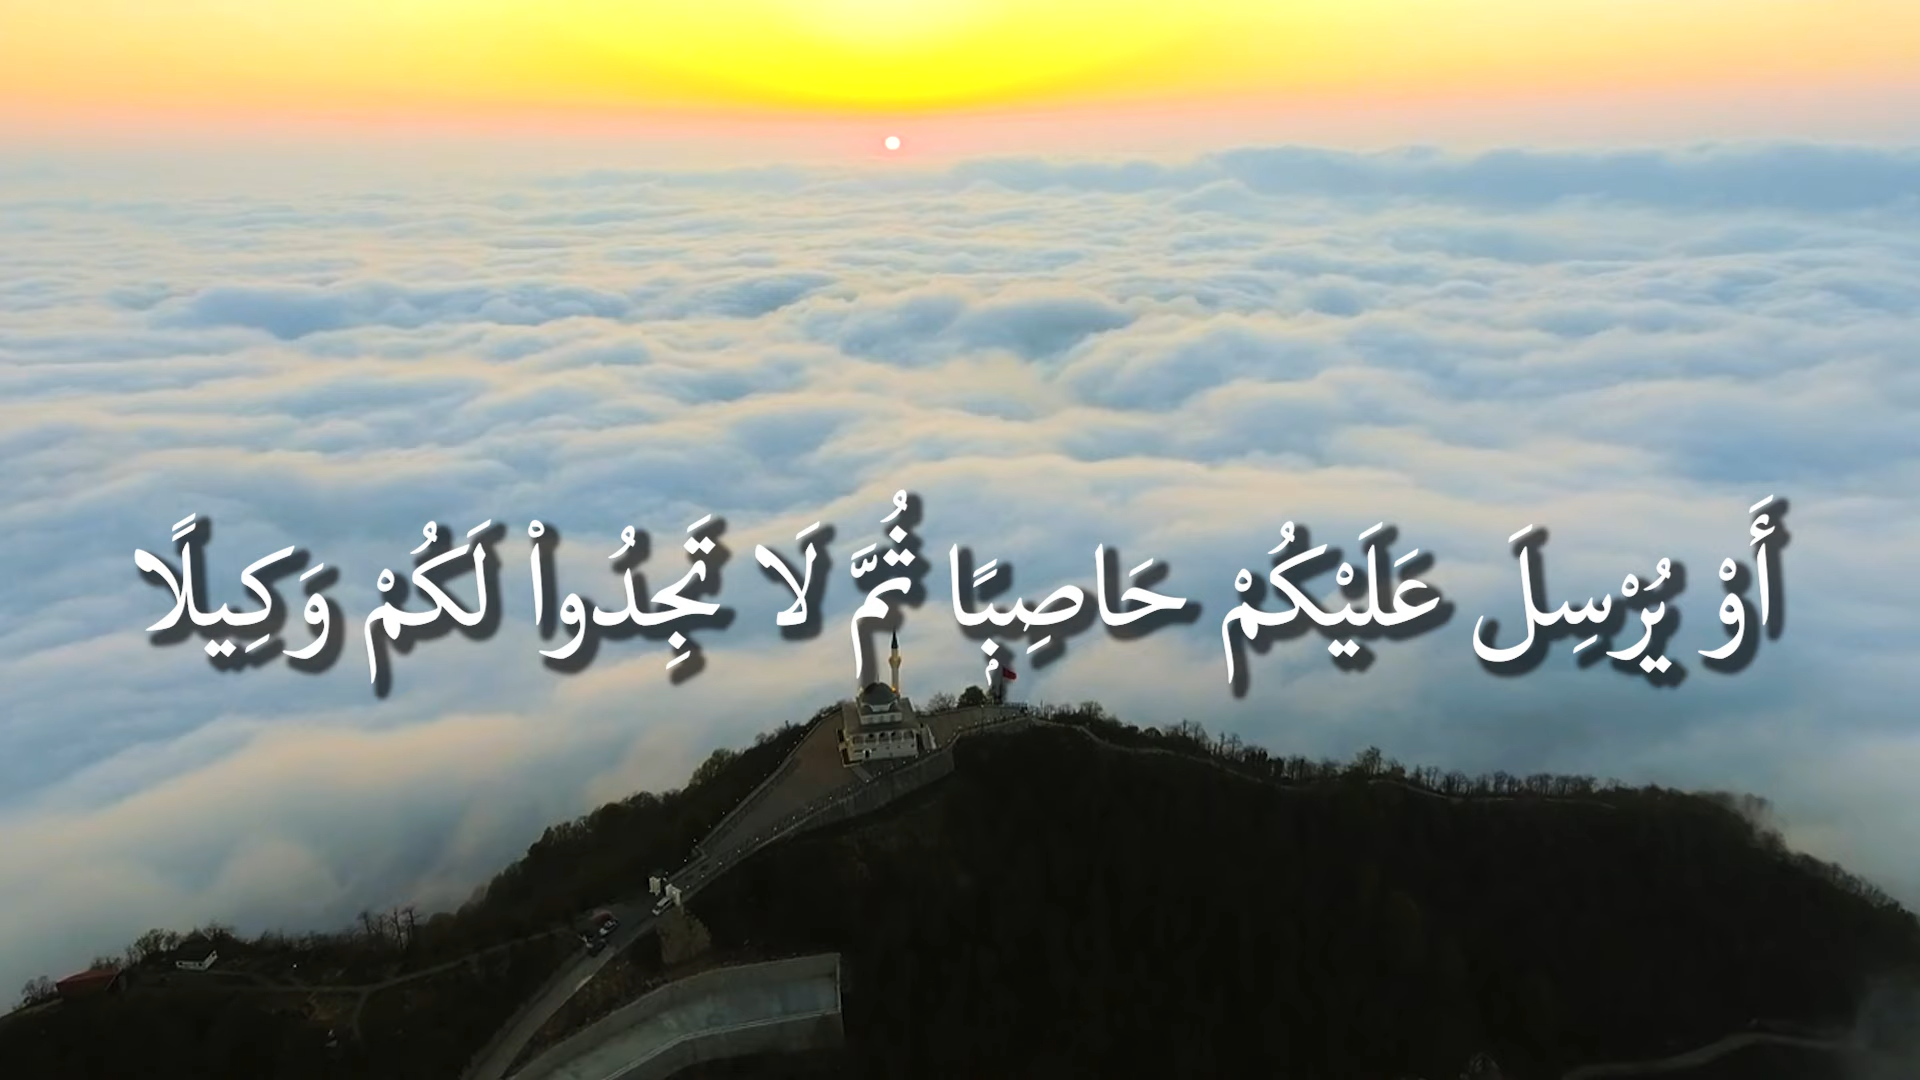 أَوْ يُرْسِلَ عَلَيْكُمْ حَاصِبًۭا ثُمَّ لَا تَجِدُوا۟ لَكُمْ وَكِيلًا